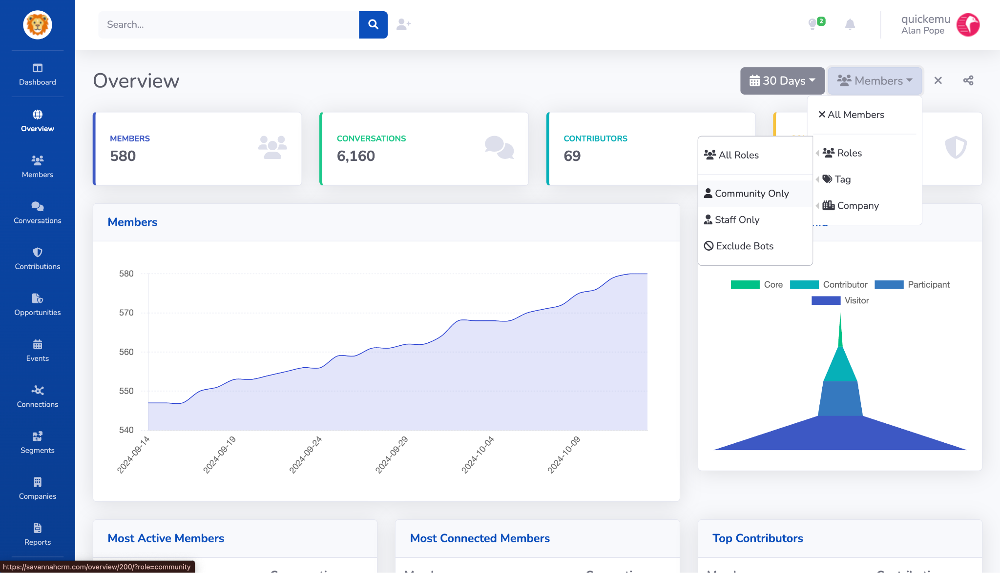 Search...
2
quickemu
Alan Pope
Dashboard
Overview
Members
Conversations
Contributions
Opportunities
Events
Connections
Segments
Companies
Reports
Overview
30 Days
Members
All Members
Roles
Tag
Company
All Roles
Community Only
Staff Only
Exclude Bots
MEMBERS
580
CONVERSATIONS
6,160
CONTRIBUTORS
69
Members
580
570
560
550
540
2024-09-14
2024-09-19
2024-09-24
2024-09-29
2024-10-04
2024-10-09
Core
Contributor
Participant
Visitor
Most Active Members
Most Connected Members
Top Contributors
https://savannahcrm.com/overview/200/?role=community